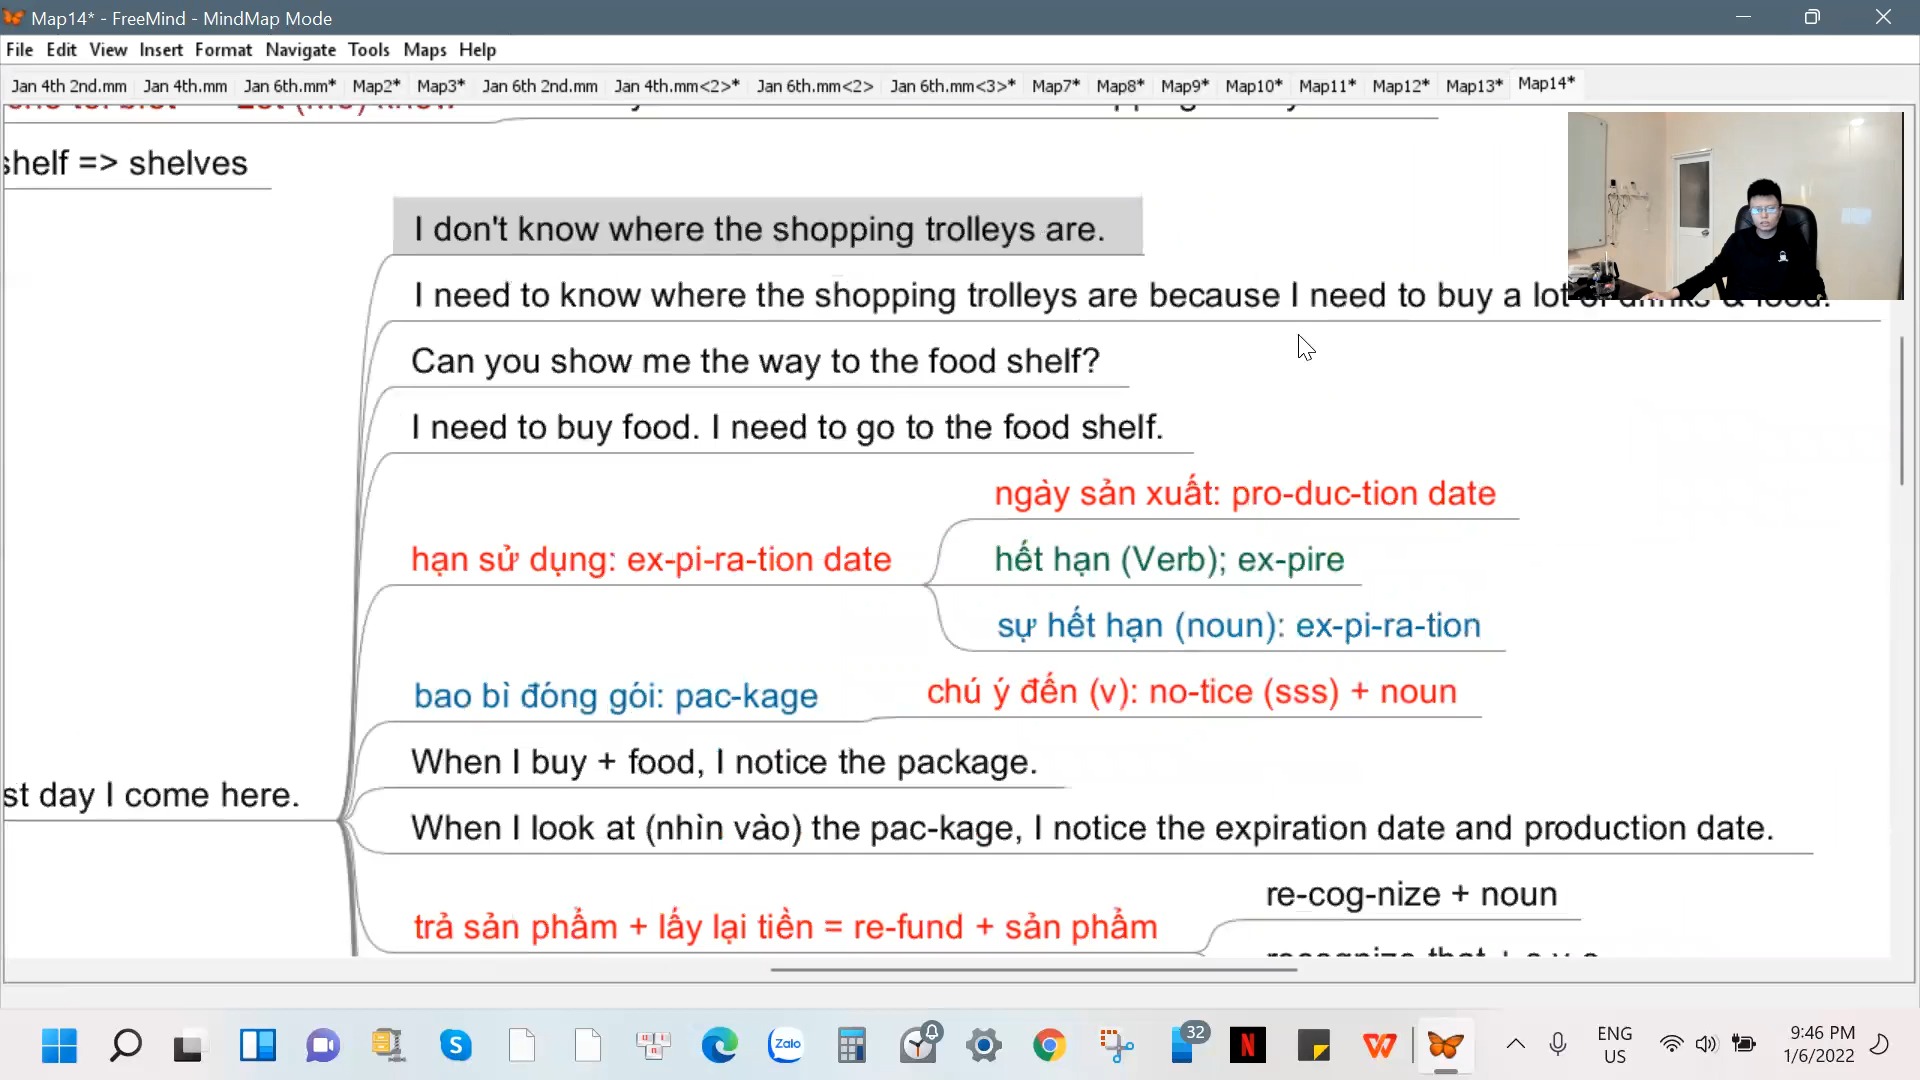 Map14* - FreeMind - MindMap Mode
File Edit View Insert Format Navigate Tools Maps Help
Jan 4th 2nd.mm Jan 4th.mm Jan 6th.mm* Map2* Map3* Jan 6th 2nd.mm Jan 4th.mm<2>* Jan 6th.mm<2> Jan 6th.mm<3>* Map7* Map8* Map9* Map10* Map11* Map12* Map13* Map14*
shelf => shelves
I don't know where the shopping trolleys are.
I need to know where the shopping trolleys are because I need to buy a lot of drinks & food.
Can you show me the way to the food shelf?
I need to buy food. I need to go to the food shelf.
ngày sản xuất: pro-duc-tion date
hạn sử dụng: ex-pi-ra-tion date
hết hạn (Verb); ex-pire
sự hết hạn (noun): ex-pi-ra-tion
bao bì đóng gói: pac-kage
chú ý đến (v): no-tice (sss) + noun
When I buy + food, I notice the package.
st day I come here.
When I look at (nhìn vào) the pac-kage, I notice the expiration date and production date.
re-cog-nize + noun
trả sản phẩm + lấy lại tiền = re-fund + sản phẩm
Zalo
32
N
ENG
US
9:46 PM
1/6/2022